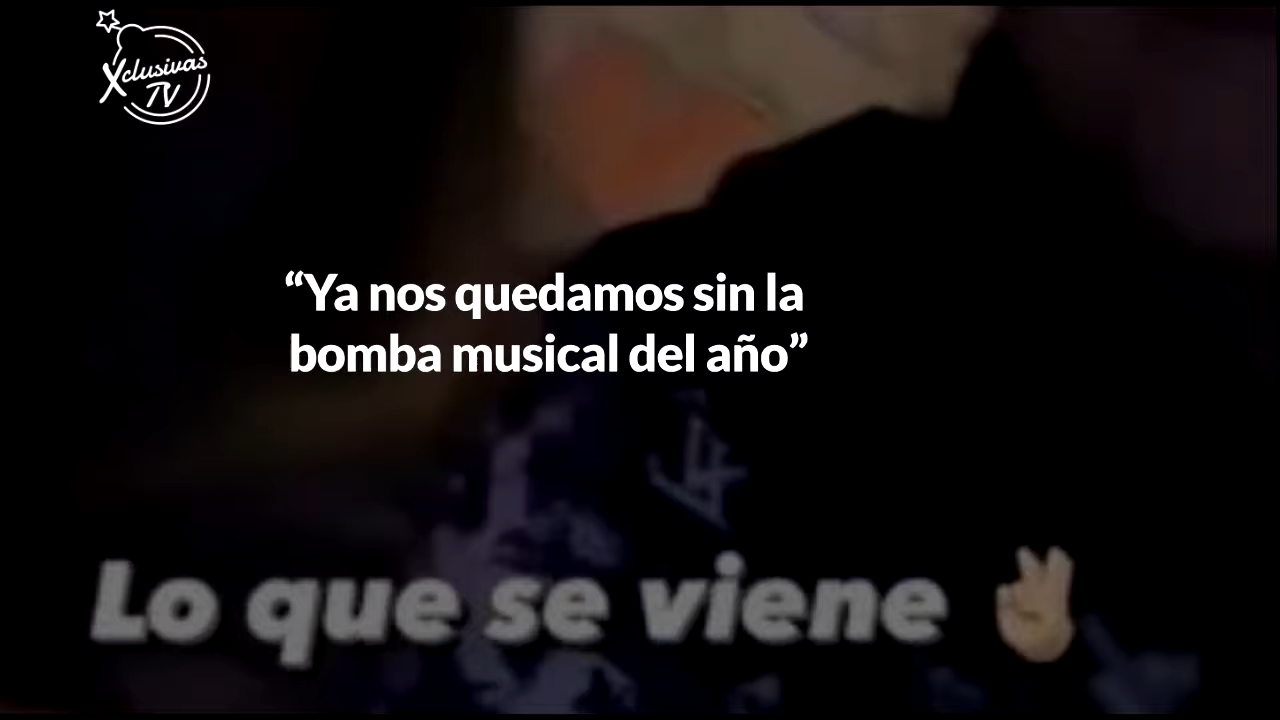 Xclusivas
TV
“Ya nos quedamos sin la
bomba musical del año”
Lo que se viene ✌🏼